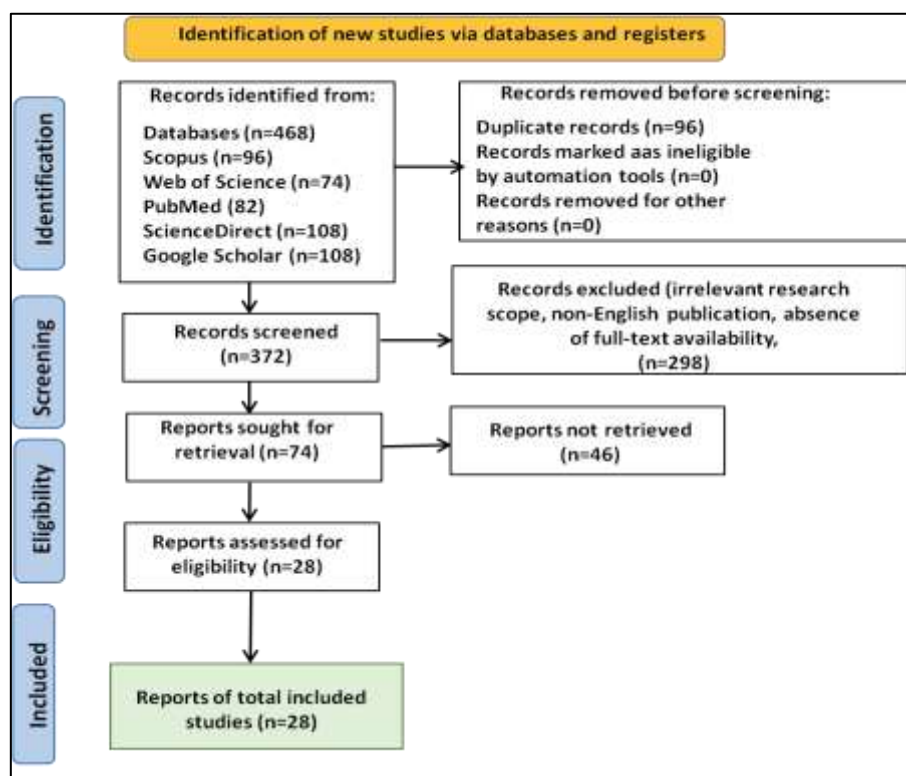 Identification of new studies via databases and registers
Identification
Records identified from:
Databases (n=468)
Scopus (n=96)
Web of Science (n=74)
PubMed (82)
ScienceDirect (n=108)
Google Scholar (n=108)
Records removed before screening:
Duplicate records (n=96)
Records marked aas ineligible
by automation tools (n=0)
Records removed for other
reasons (n=0)
Screening
Records screened
(n=372)
Records excluded (irrelevant research
scope, non-English publication, absence
of full-text availability,
(n=298)
Eligibility
Reports sought for
retrieval (n=74)
Reports not retrieved
(n=46)
Reports assessed for
eligibility (n=28)
Included
Reports of total included
studies (n=28)